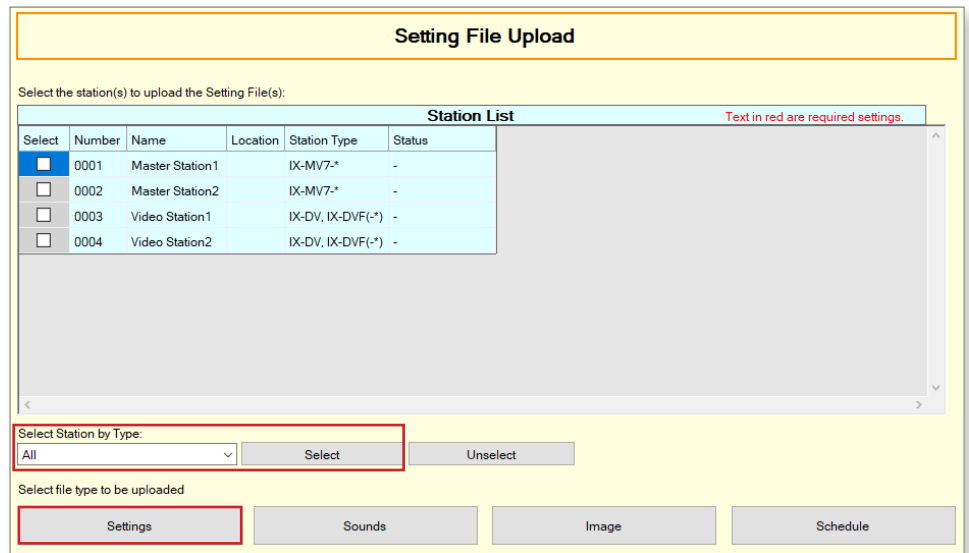 Setting File Upload
Select the station(s) to upload the Setting File(s):
Station List Text in red are required settings.
Select Number Name Location Station Type Status
0001 Master Station1 IX-MV7-* -
0002 Master Station2 IX-MV7-* -
0003 Video Station1 IX-DV, IX-DVF(-*) -
0004 Video Station2 IX-DV, IX-DVF(-*) -
Select Station by Type:
All Select Unselect
Select file type to be uploaded
Settings Sounds Image Schedule